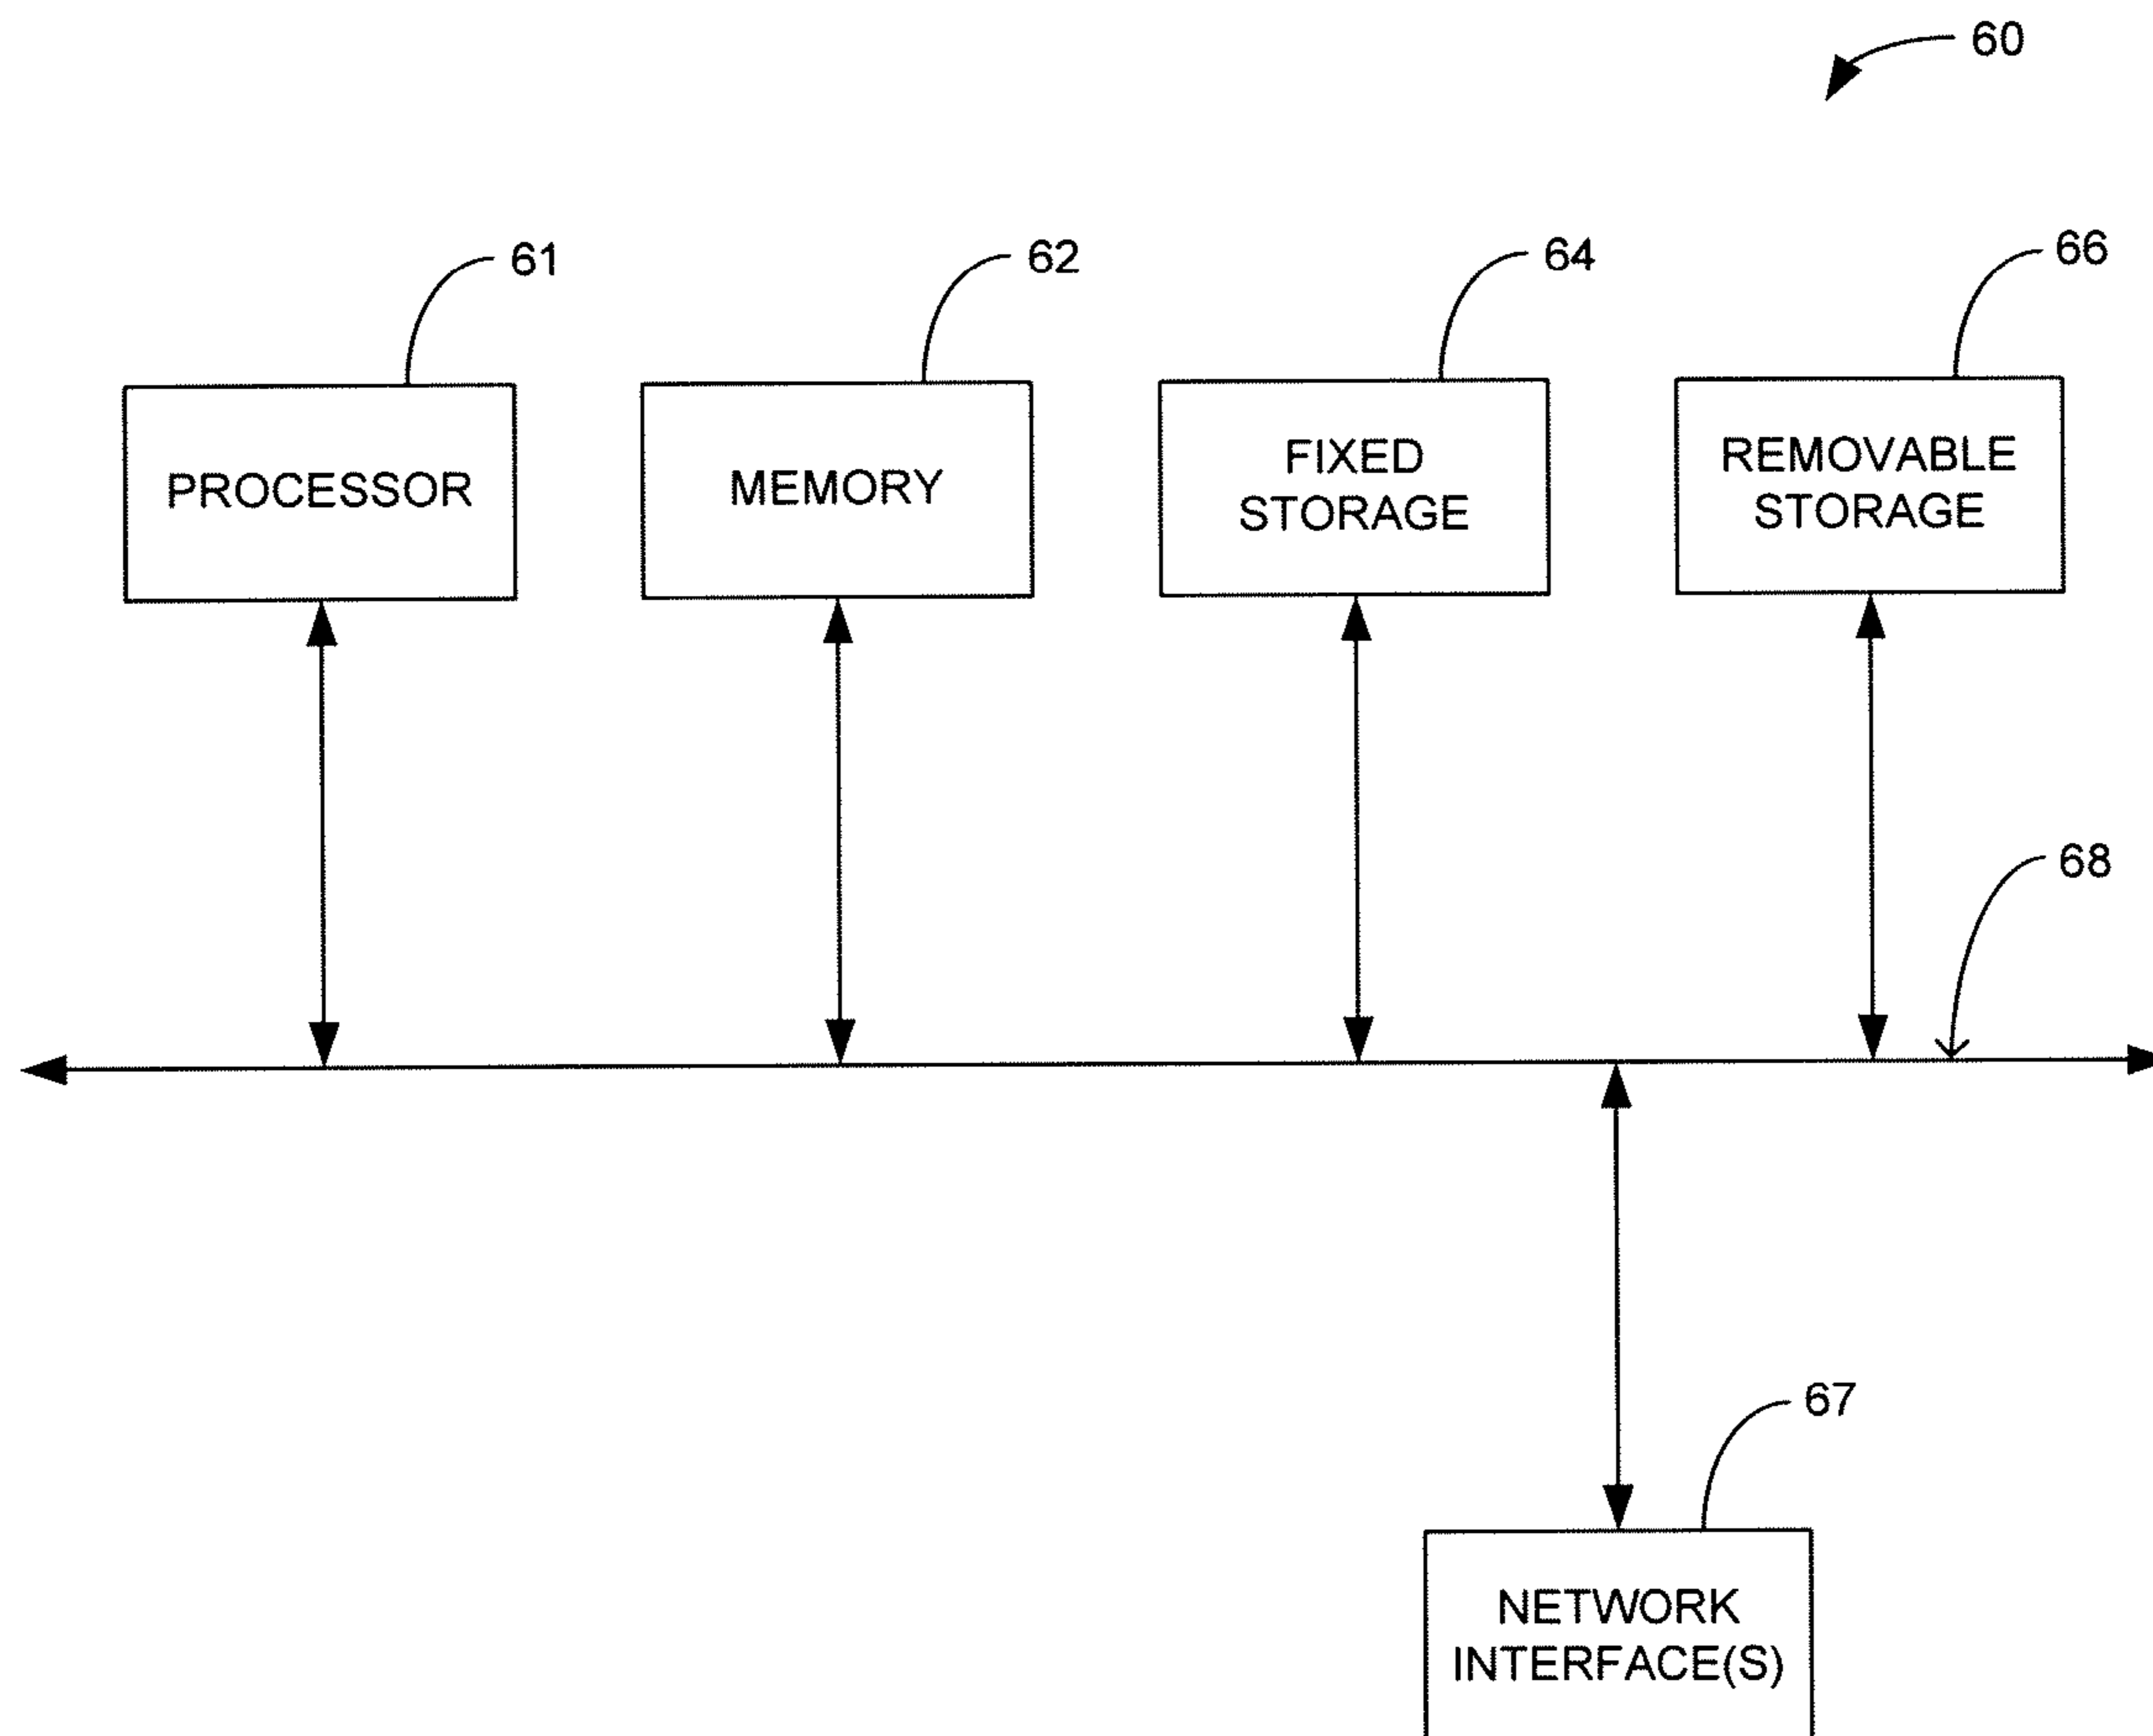 60
61
62
64
66
PROCESSOR
MEMORY
FIXED
STORAGE
REMOVABLE
STORAGE
68
67
NETWORK
INTERFACE(S)